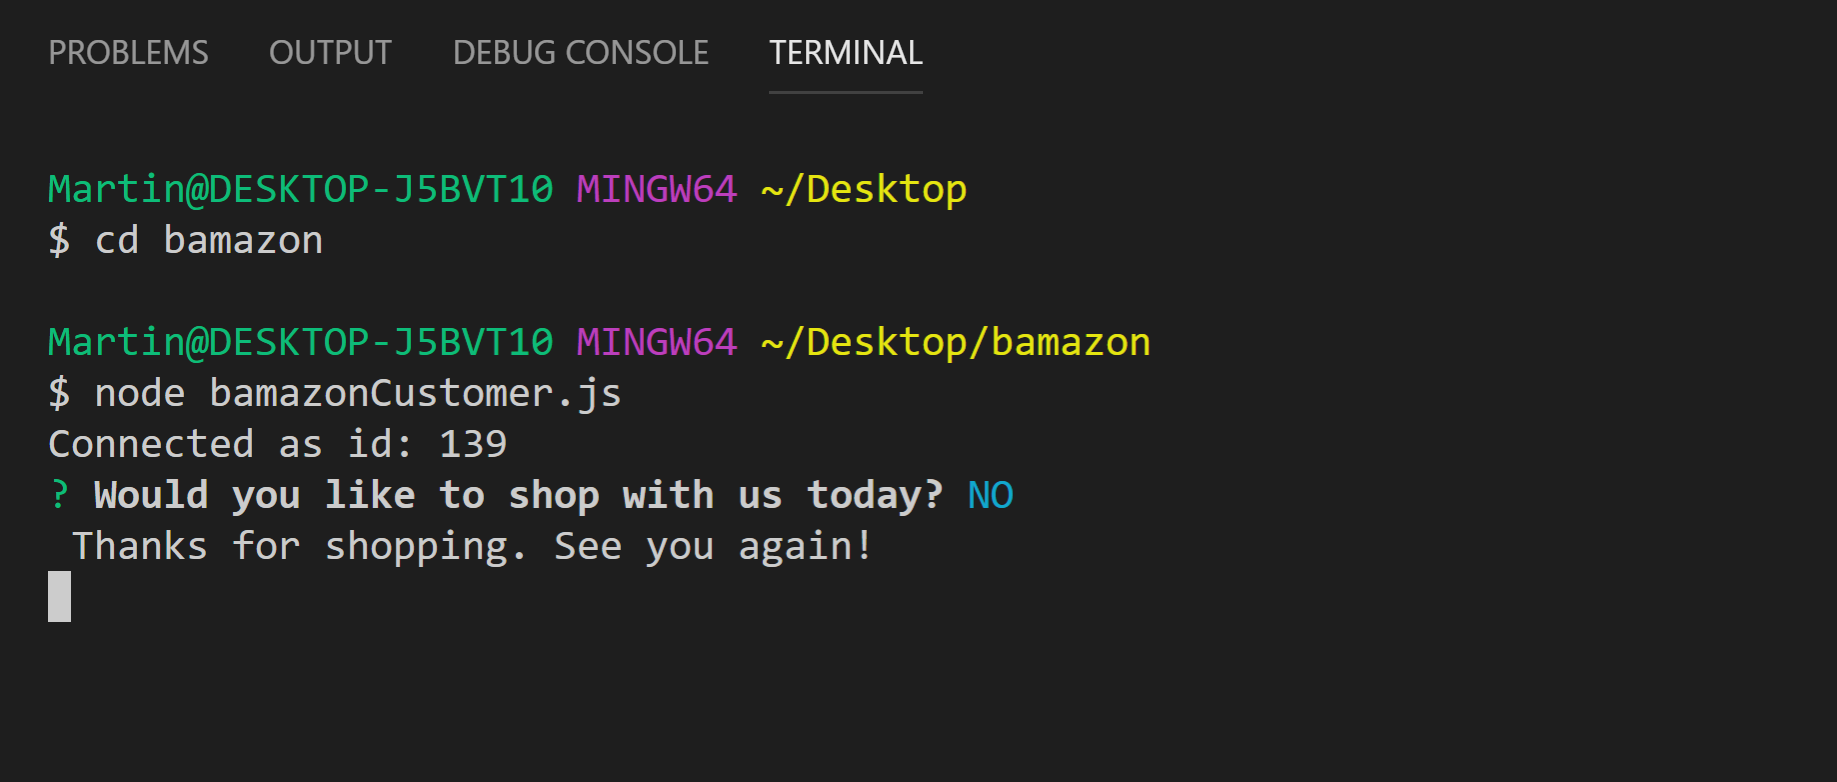 PROBLEMS OUTPUT DEBUG CONSOLE TERMINAL
Martin@DESKTOP-J5BVT10 MINGW64 ~/Desktop
$ cd bamazon
Martin@DESKTOP-J5BVT10 MINGW64 ~/Desktop/bamazon
$ node bamazonCustomer.js
Connected as id: 139
? Would you like to shop with us today? NO
Thanks for shopping. See you again!